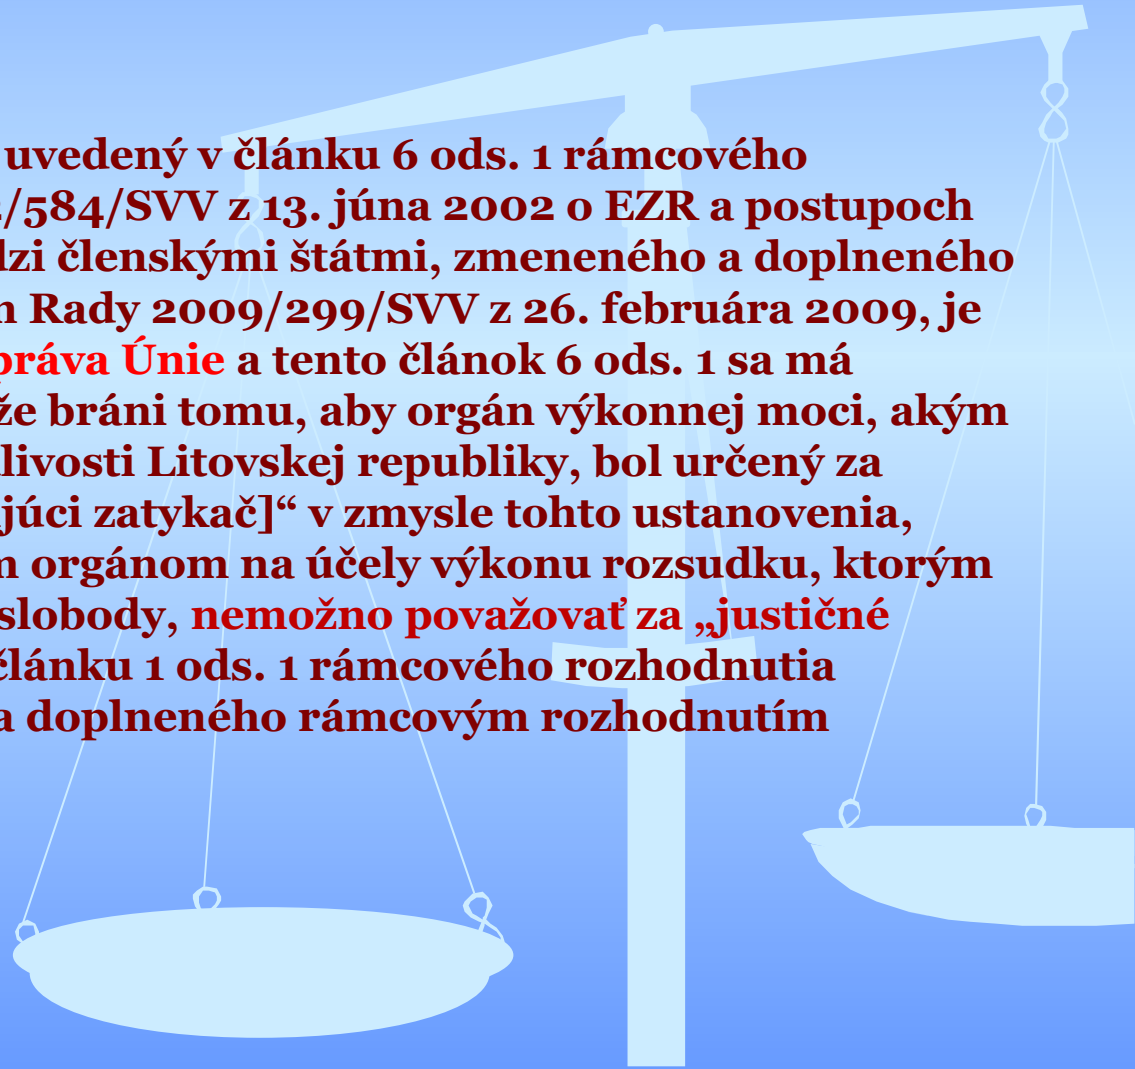 uvedený v článku 6 ods. 1 rámcového
/584/SVV z 13. júna 2002 o EZR a postupoch
dzi členskými štátmi, zmeneného a doplneného
Rady 2009/299/SVV z 26. februára 2009, je
práva Únie a tento článok 6 ods. 1 sa má
že bráni tomu, aby orgán výkonnej moci, akým
dlivosti Litovskej republiky, bol určený za
júci zatykač]“ v zmysle tohto ustanovenia,
m orgánom na účely výkonu rozsudku, ktorým
slobody, nemožno považovať za „justičné
článku 1 ods. 1 rámcového rozhodnutia
a doplneného rámcovým rozhodnutím